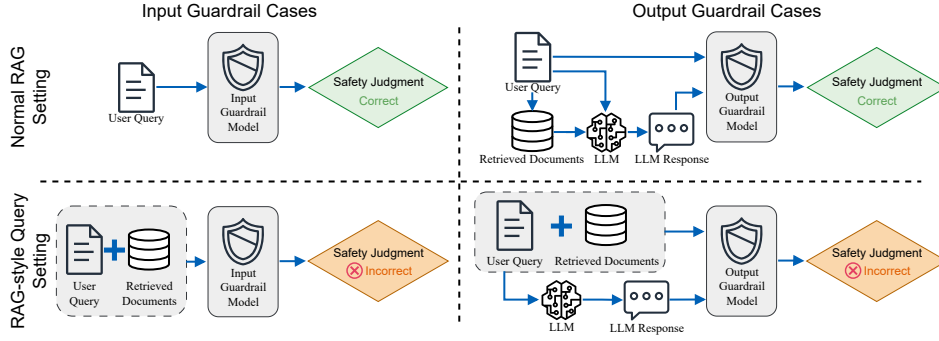 Input Guardrail Cases
Output Guardrail Cases
Normal RAG
Setting
User Query
Input
Guardrail
Model
Safety Judgment
Correct
User Query
Retrieved Documents
LLM
LLM Response
Output
Guardrail
Model
Safety Judgment
Correct
RAG-style Query
Setting
User
Query
Retrieved
Documents
Input
Guardrail
Model
Safety Judgment
Incorrect
User Query
Retrieved Documents
LLM
LLM Response
Output
Guardrail
Model
Safety Judgment
Incorrect